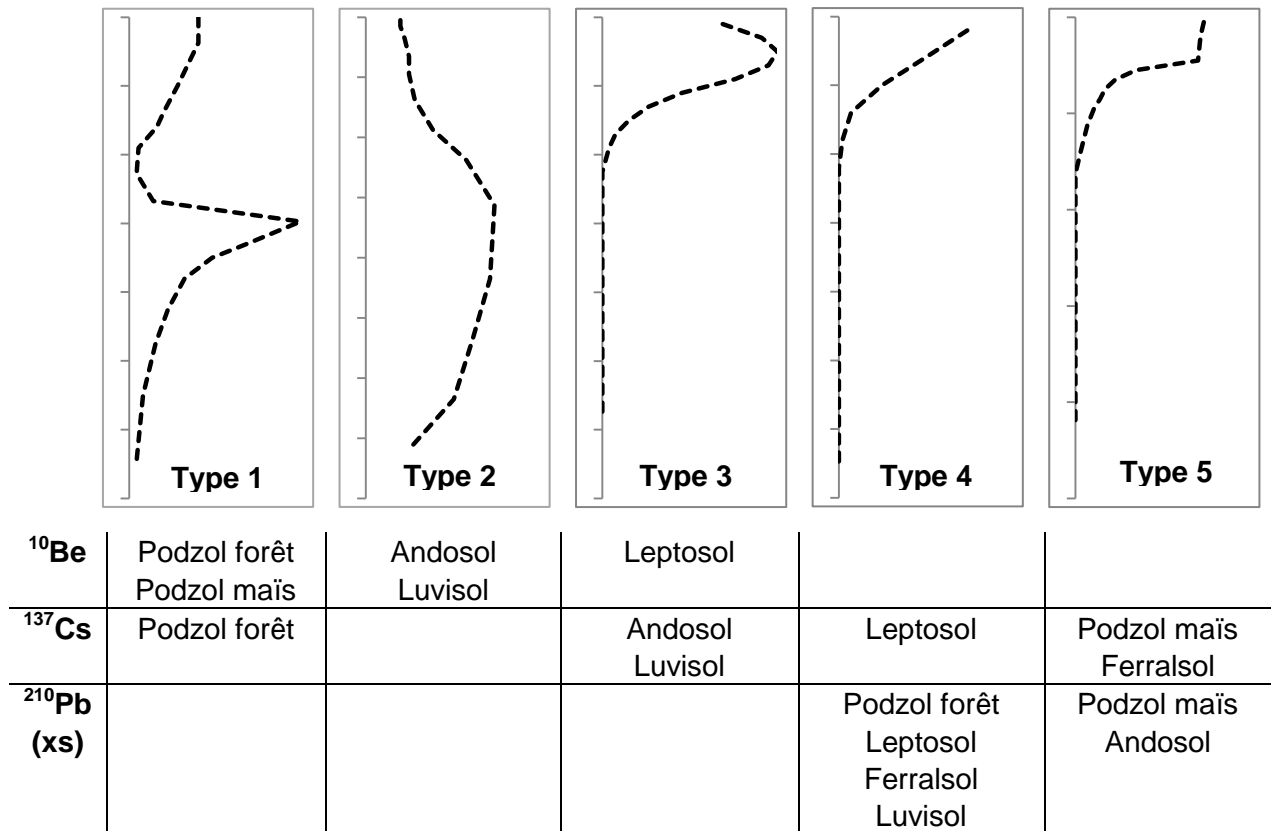 Type 1 Type 2 Type 3 Type 4 Type 5
¹⁰Be Podzol forêt Andosol Leptosol
Podzol maïs Luvisol
¹³⁷Cs Podzol forêt Andosol Leptosol Podzol maïs
Luvisol Ferralsol
²¹⁰Pb Podzol forêt Podzol maïs
(xs) Leptosol Andosol
Ferralsol
Luvisol